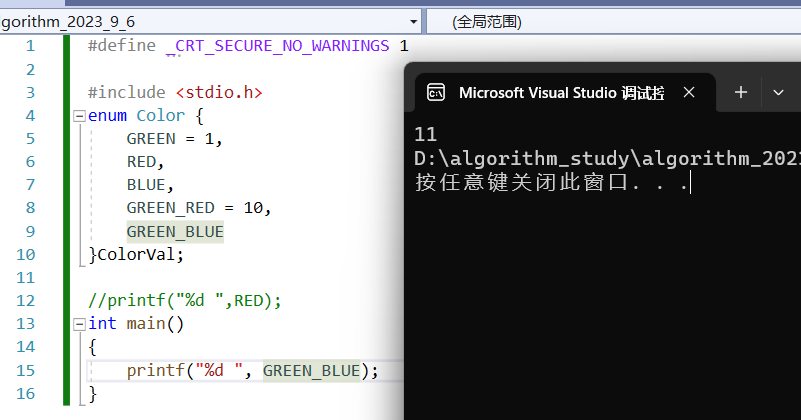 gorithm_2023_9_6
(全局范围)
1 #define _CRT_SECURE_NO_WARNINGS 1
2
3 #include <stdio.h>
4 enum Color {
5 GREEN = 1,
6 RED,
7 BLUE,
8 GREEN_RED = 10,
9 GREEN_BLUE
10 }ColorVal;
11
12 //printf("%d ",RED);
13 int main()
14 {
15 printf("%d ", GREEN_BLUE);
16 }
Microsoft Visual Studio 调试控
11
D:\algorithm_study\algorithm_202
按任意键关闭此窗口. . .